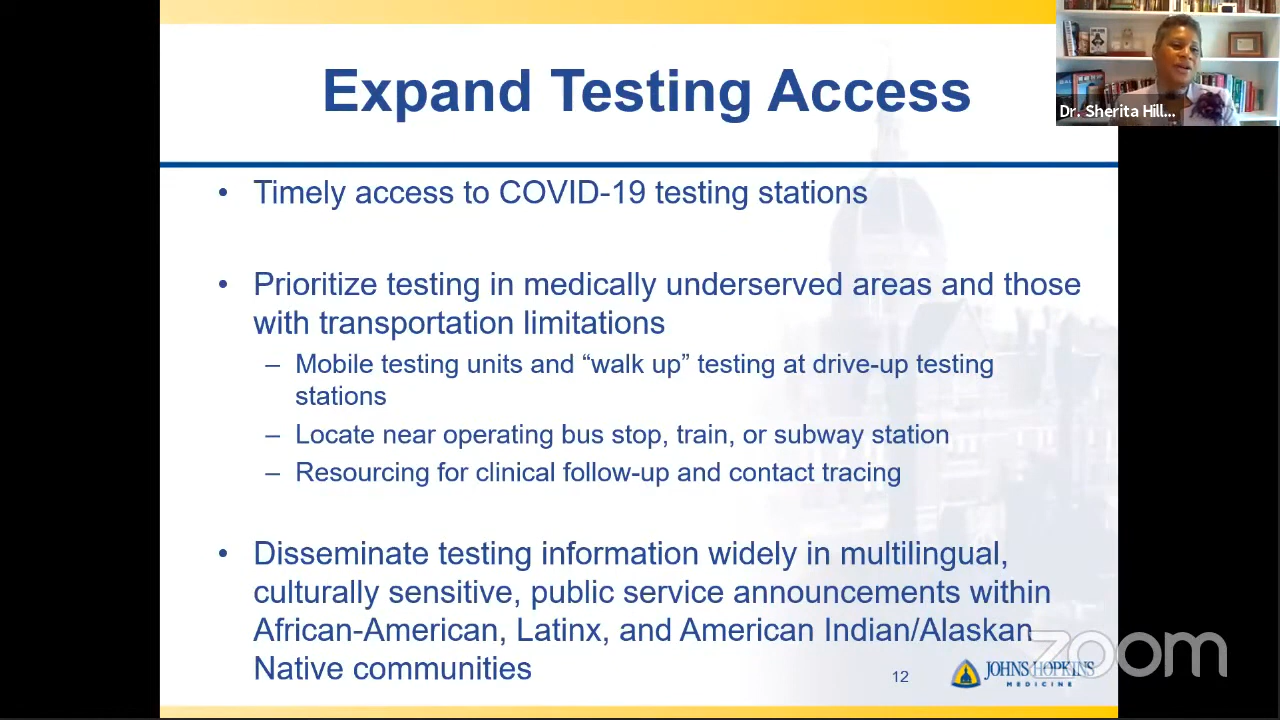 Expand Testing Access
Dr. Sherita Hill...
• Timely access to COVID-19 testing stations
• Prioritize testing in medically underserved areas and those
with transportation limitations
– Mobile testing units and “walk up” testing at drive-up testing
stations
– Locate near operating bus stop, train, or subway station
– Resourcing for clinical follow-up and contact tracing
• Disseminate testing information widely in multilingual,
culturally sensitive, public service announcements within
African-American, Latinx, and American Indian/Alaskan
Native communities
12
JOHNS HOPKINS
MEDICINE
zoom